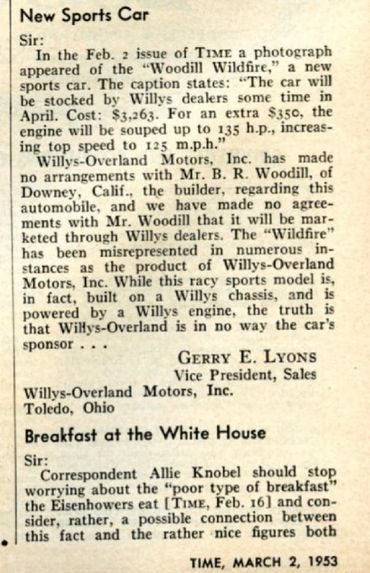 New Sports Car
Sir:
In the Feb. 2 issue of TIME a photograph
appeared of the “Woodill Wildfire,” a new
sports car. The caption states: “The car will
be stocked by Willys dealers some time in
April. Cost: $3,263. For an extra $350, the
engine will be souped up to 135 h.p., increas-
ing top speed to 125 m.p.h.”
Willys-Overland Motors, Inc. has made
no arrangements with Mr. B. R. Woodill, of
Downey, Calif., the builder, regarding this
automobile, and we have made no agree-
ments with Mr. Woodill that it will be mar-
keted through Willys dealers. The “Wildfire”
has been misrepresented in numerous in-
stances as the product of Willys-Overland
Motors, Inc. While this racy sports model is,
in fact, built on a Willys chassis, and is
powered by a Willys engine, the truth is
that Willys-Overland is in no way the car’s
sponsor . . .
GERRY E. LYONS
Vice President, Sales
Willys-Overland Motors, Inc.
Toledo, Ohio
Breakfast at the White House
Sir:
Correspondent Allie Knobel should stop
worrying about the “poor type of breakfast”
the Eisenhowers eat [TIME, Feb. 16] and con-
sider, rather, a possible connection between
this fact and the rather nice figures both
TIME, MARCH 2, 1953